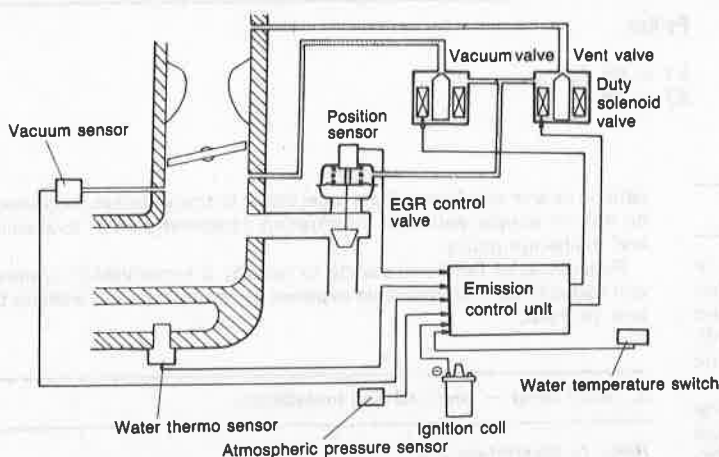 Vacuum valve
Vent valve
Duty
solenoid
valve
Vacuum sensor
Position
sensor
EGR control
valve
Emission
control unit
Water temperature switch
Water thermo sensor
Ignition coil
Atmospheric pressure sensor